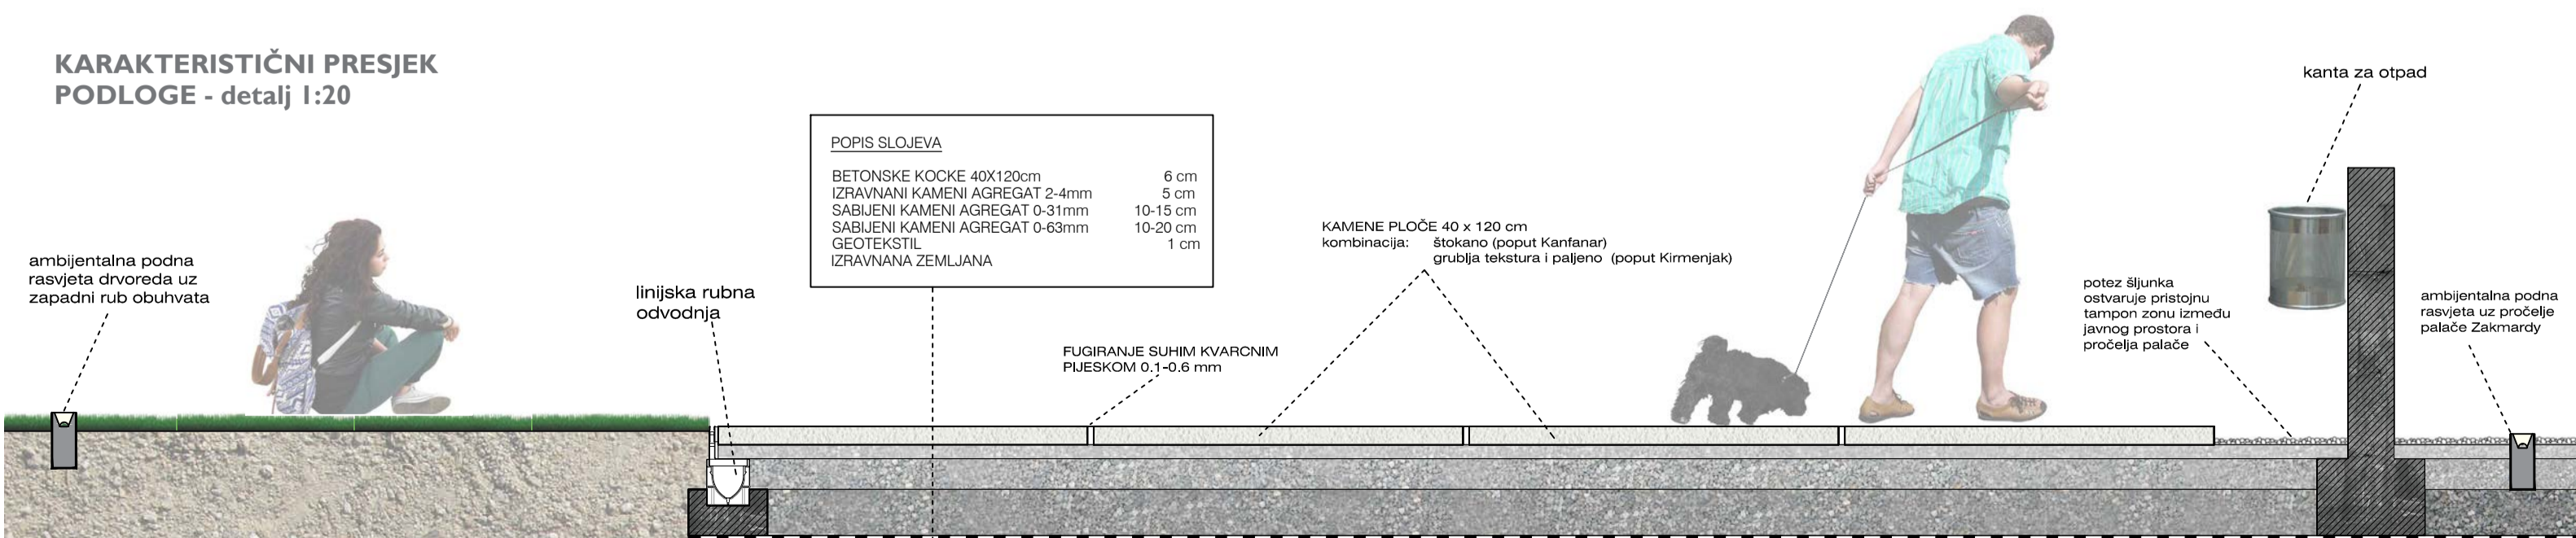 KARAKTERISTIČNI PRESJEK
PODLOGE - detalj 1:20
ambijentalna podna
rasvjeta drvoreda uz
zapadni rub obuhvata
linijska rubna
odvodnja
POPIS SLOJEVA
BETONSKE KOCKE 40X120cm 6 cm
IZRAVNANI KAMENI AGREGAT 2-4mm 5 cm
SABIJENI KAMENI AGREGAT 0-31mm 10-15 cm
SABIJENI KAMENI AGREGAT 0-63mm 10-20 cm
GEOTEKSTIL 1 cm
IZRAVNANA ZEMLJANA
FUGIRANJE SUHIM KVARCNIM
PIJESKOM 0.1-0.6 mm
KAMENE PLOČE 40 x 120 cm
kombinacija: štokano (poput Kanfanar)
grublja tekstura i paljeno (poput Kirmenjak)
potez šljunka
ostvaruje pristojnu
tampon zonu između
javnog prostora i
pročelja palače
kanta za otpad
ambijentalna podna
rasvjeta uz pročelje
palače Zakmardy